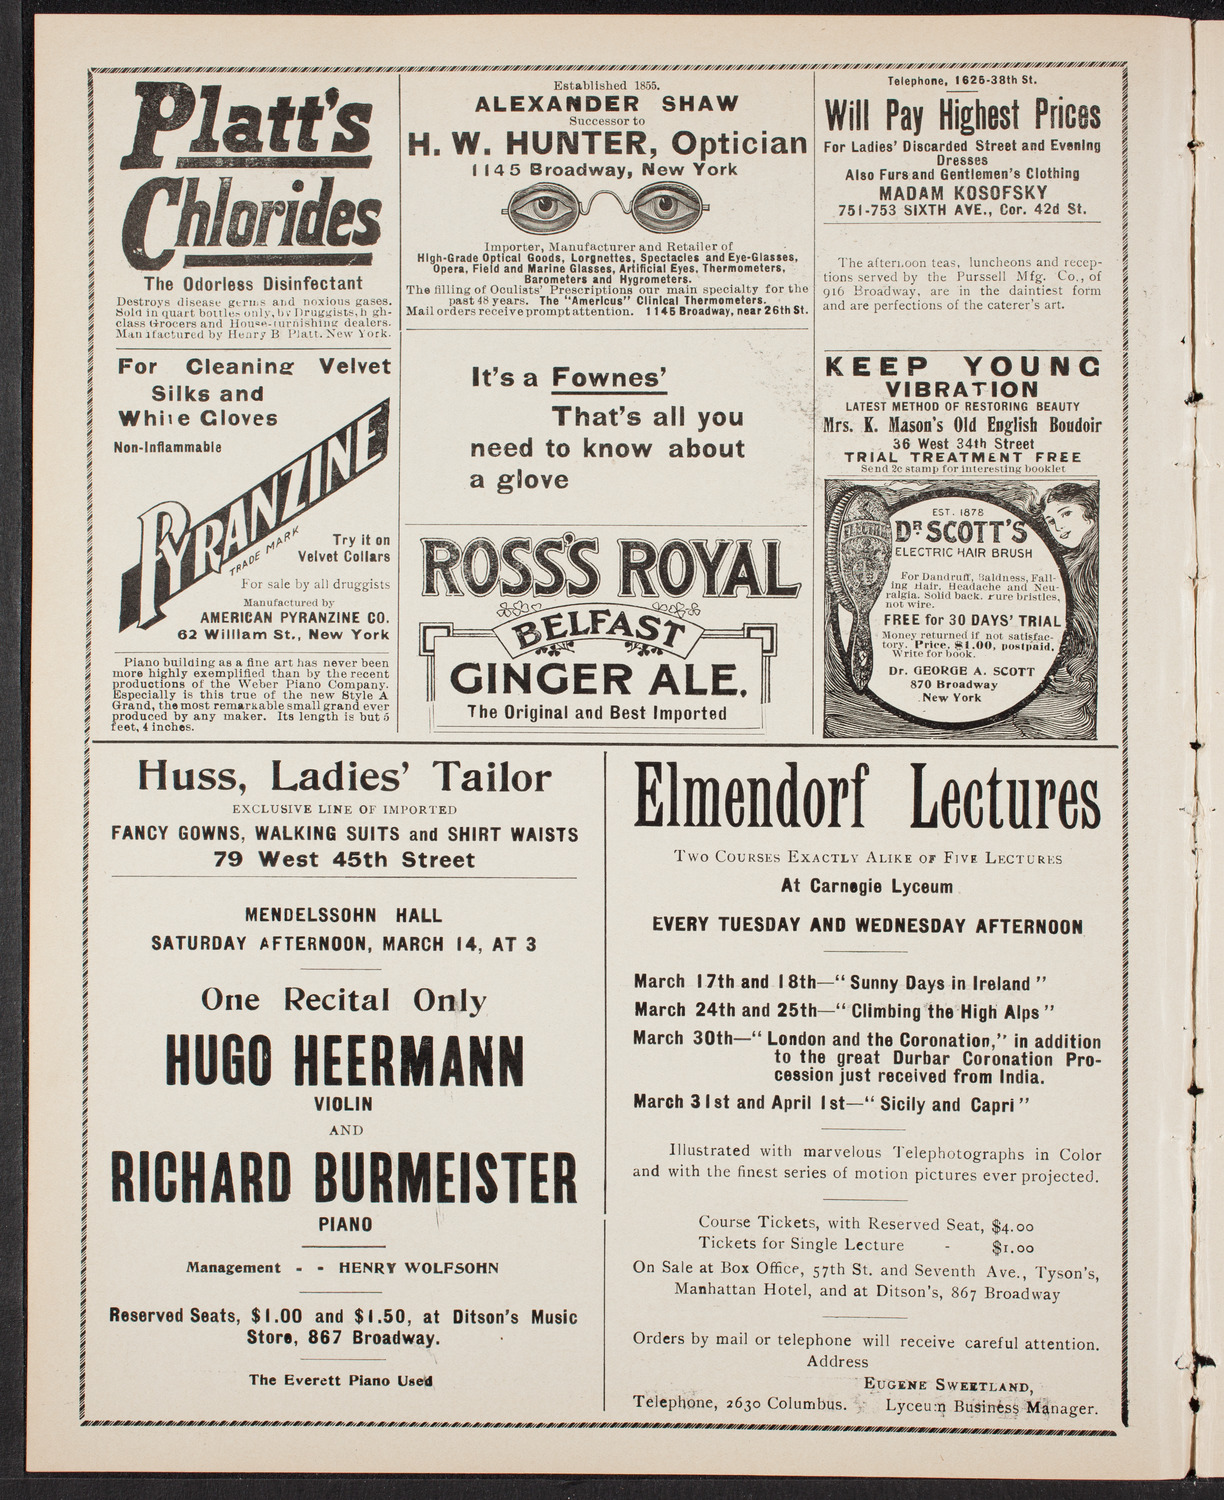 Platt's
Chlorides
The Odorless Disinfectant
Destroys disease germs and noxious gases.
Sold in quart bottles only, by Druggists, high-
class Grocers and House-furnishing dealers.
Manufactured by Henry B Platt. New York.
For Cleaning Velvet
Silks and
White Gloves
Non-Inflammable
PYRANZINE
TRADE MARK
Try it on
Velvet Collars
For sale by all druggists
Manufactured by
AMERICAN PYRANZINE CO.
62 William St., New York
Piano building as a fine art has never been
more highly exemplified than by the recent
productions of the Weber Piano Company.
Especially is this true of the new Style A
Grand, the most remarkable small grand ever
produced by any maker. Its length is but 5
feet, 4 inches.
Established 1855.
ALEXANDER SHAW
Successor to
H. W. HUNTER, Optician
1145 Broadway, New York
Importer, Manufacturer and Retailer of
High-Grade Optical Goods, Lorgnettes, Spectacles and Eye-Glasses,
Opera, Field and Marine Glasses, Artificial Eyes, Thermometers,
Barometers and Hygrometers.
The filling of Oculists' Prescriptions our main specialty for the
past 48 years. The "Americus" Clinical Thermometers.
Mail orders receive prompt attention. 1145 Broadway, near 26th St.
It's a Fownes'
That's all you
need to know about
a glove
ROSS'S ROYAL
BELFAST
GINGER ALE.
The Original and Best Imported
Telephone, 1625-38th St.
Will Pay Highest Prices
For Ladies' Discarded Street and Evening
Dresses
Also Furs and Gentlemen's Clothing
MADAM KOSOFSKY
751-753 SIXTH AVE., Cor. 42d St.
The afternoon teas, luncheons and recep-
tions served by the Purssell Mfg. Co., of
916 Broadway, are in the daintiest form
and are perfections of the caterer's art.
KEEP YOUNG
VIBRATION
LATEST METHOD OF RESTORING BEAUTY
Mrs. K. Mason's Old English Boudoir
36 West 34th Street
TRIAL TREATMENT FREE
Send 2c stamp for interesting booklet
ELECTRIC
EST. 1878
DR SCOTT'S
ELECTRIC HAIR BRUSH
For Dandruff, Baldness, Fall-
ing Hair, Headache and Neu-
ralgia. Solid back. Pure bristles,
not wire.
FREE for 30 DAYS' TRIAL
Money returned if not satisfac-
tory. Price, $1.00, postpaid.
Write for book.
Dr. GEORGE A. SCOTT
870 Broadway
New York
Huss, Ladies' Tailor
EXCLUSIVE LINE OF IMPORTED
FANCY GOWNS, WALKING SUITS and SHIRT WAISTS
79 West 45th Street
MENDELSSOHN HALL
SATURDAY AFTERNOON, MARCH 14, AT 3
One Recital Only
HUGO HEERMANN
VIOLIN
AND
RICHARD BURMEISTER
PIANO
Management - - HENRY WOLFSOHN
Reserved Seats, $1.00 and $1.50, at Ditson's Music
Store, 867 Broadway.
The Everett Piano Used
Elmendorf Lectures
TWO COURSES EXACTLY ALIKE OF FIVE LECTURES
At Carnegie Lyceum
EVERY TUESDAY AND WEDNESDAY AFTERNOON
March 17th and 18th—"Sunny Days in Ireland"
March 24th and 25th—"Climbing the High Alps"
March 30th—"London and the Coronation," in addition
to the great Durbar Coronation Pro-
cession just received from India.
March 31st and April 1st—"Sicily and Capri"
Illustrated with marvelous Telephotographs in Color
and with the finest series of motion pictures ever projected.
Course Tickets, with Reserved Seat, $4.00
Tickets for Single Lecture - $1.00
On Sale at Box Office, 57th St. and Seventh Ave., Tyson's,
Manhattan Hotel, and at Ditson's, 867 Broadway
Orders by mail or telephone will receive careful attention.
Address
EUGENE SWEETLAND,
Telephone, 2630 Columbus. Lyceum Business Manager.